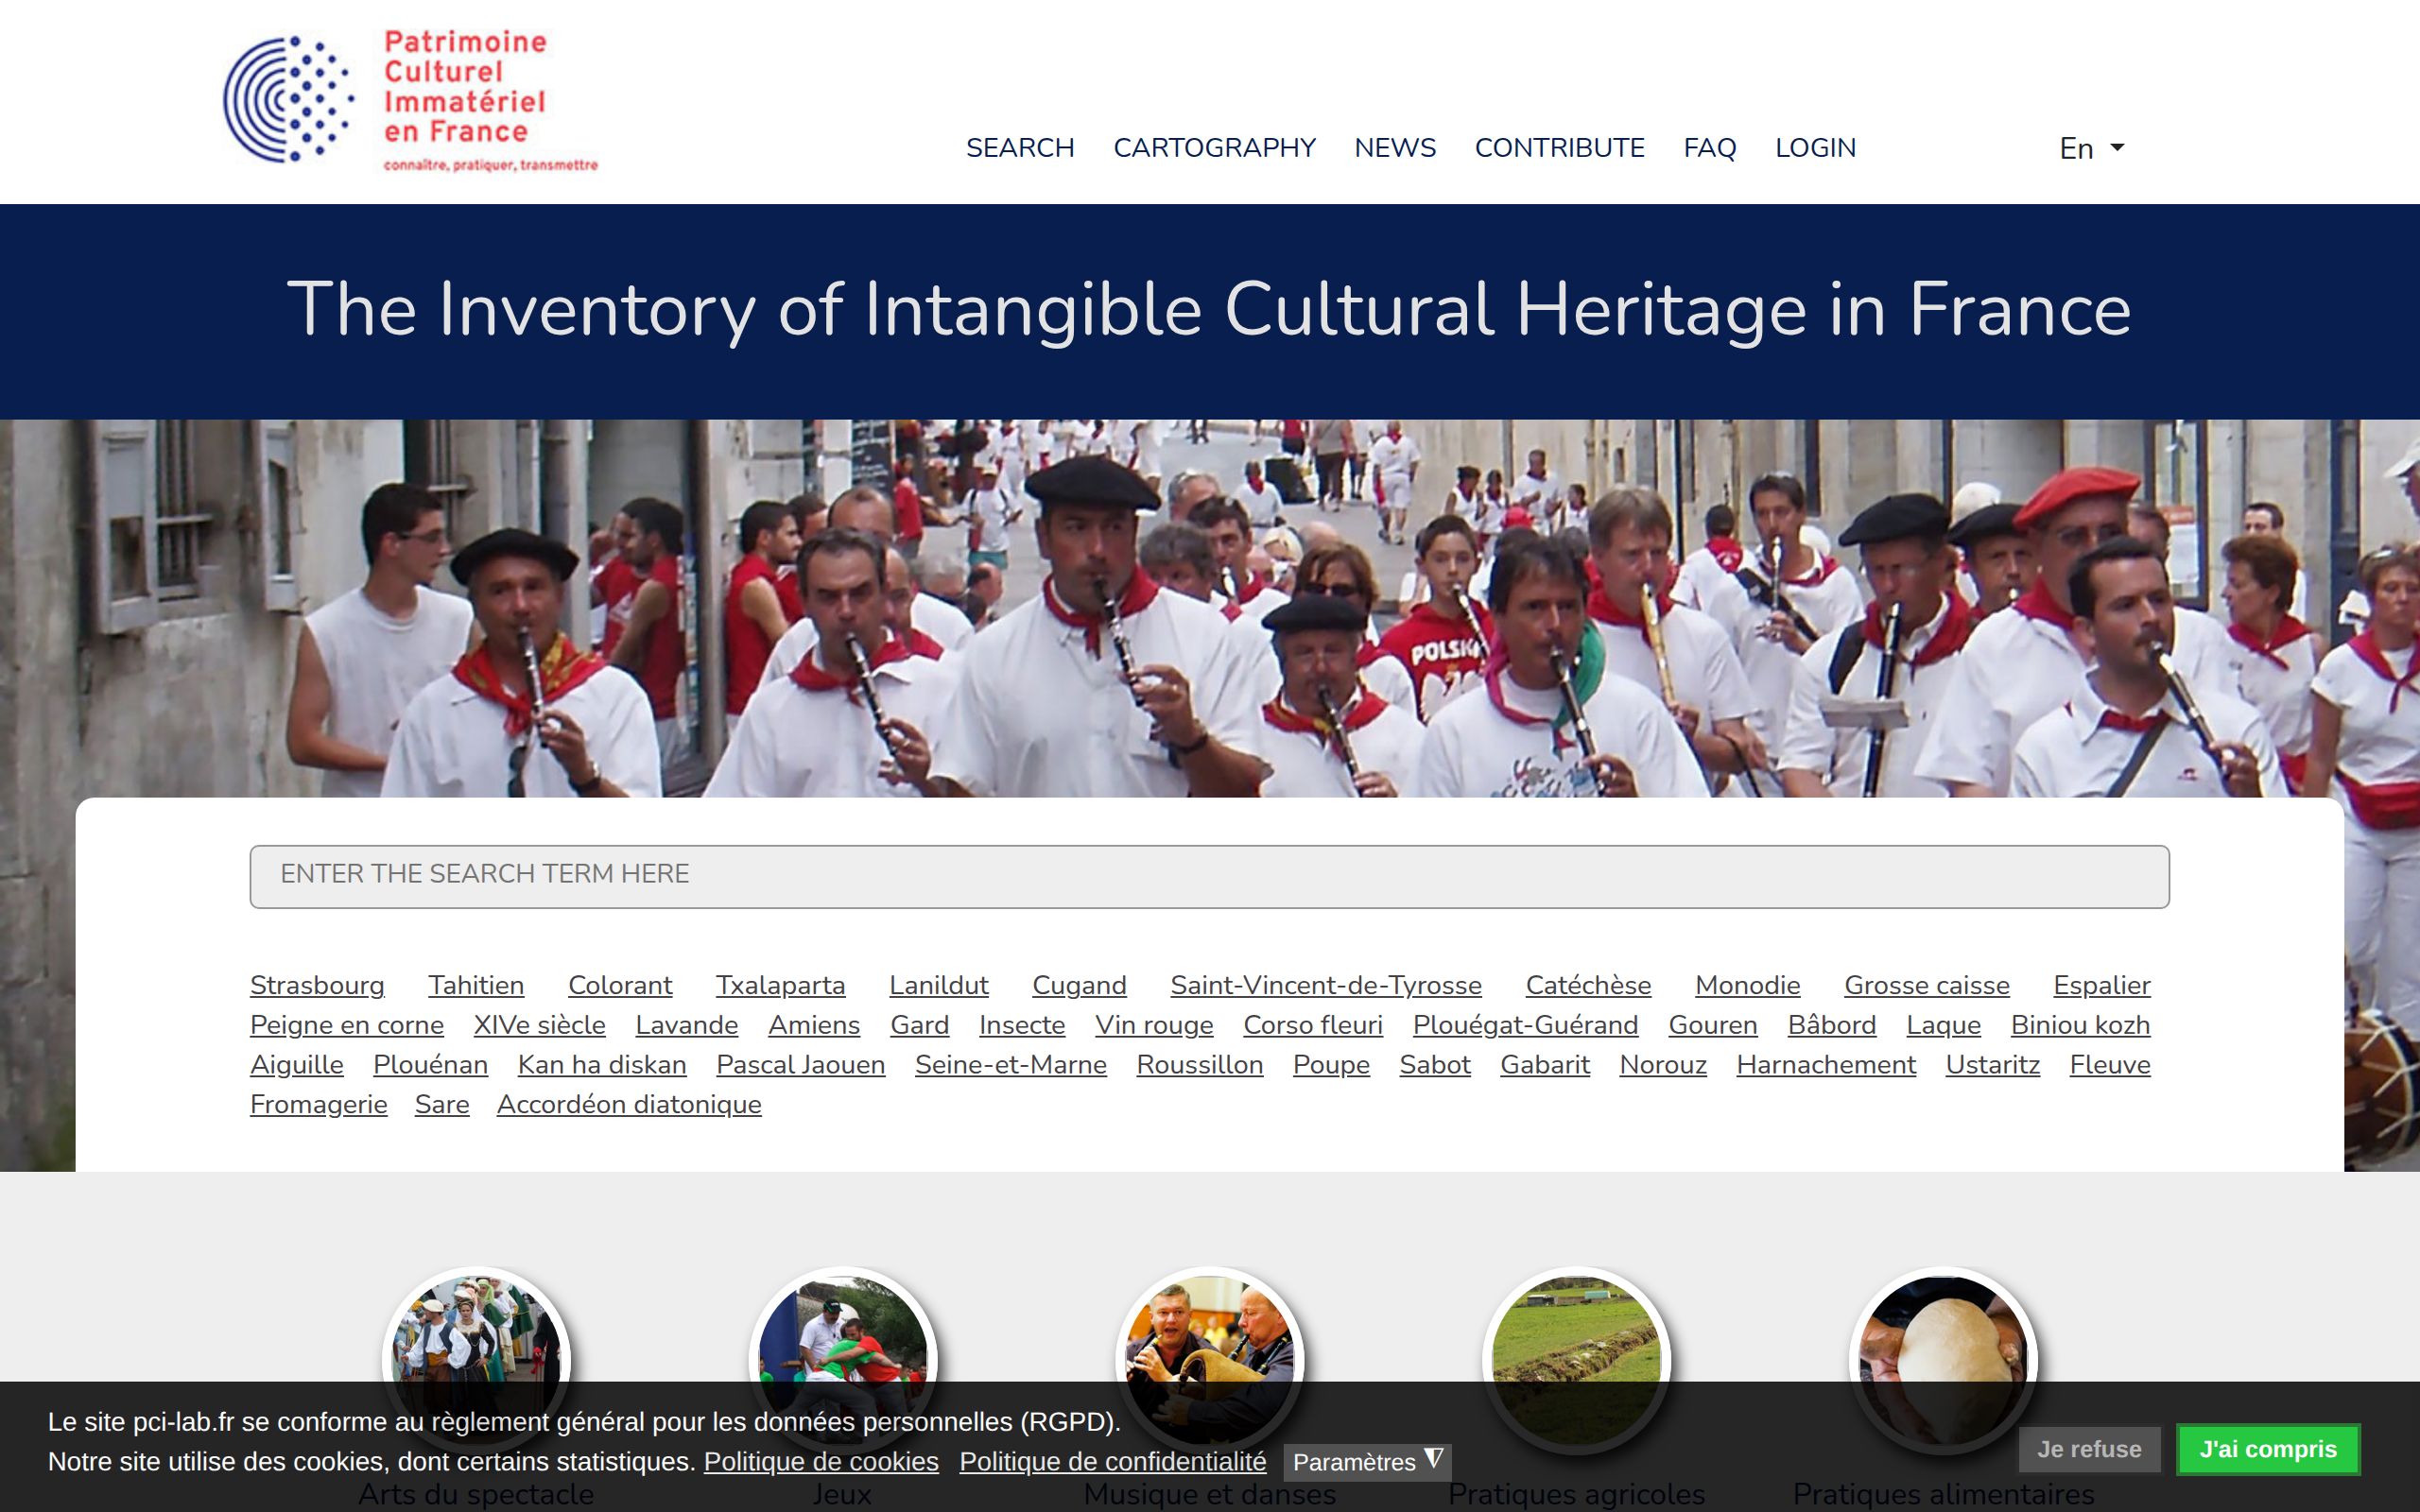 Patrimoine
Culturel
Immatériel
en France
connaître, pratiquer, transmettre
SEARCH CARTOGRAPHY NEWS CONTRIBUTE FAQ LOGIN En
The Inventory of Intangible Cultural Heritage in France
POLSKA
ENTER THE SEARCH TERM HERE
Strasbourg Tahitien Colorant Txalaparta Lanildut Cugand Saint-Vincent-de-Tyrosse Catéchèse Monodie Grosse caisse Espalier
Peigne en corne XIVe siècle Lavande Amiens Gard Insecte Vin rouge Corso fleuri Plouégat-Guérand Gouren Bâbord Laque Biniou kozh
Aiguille Plouénan Kan ha diskan Pascal Jaouen Seine-et-Marne Roussillon Poupe Sabot Gabarit Norouz Harnachement Ustaritz Fleuve
Fromagerie Sare Accordéon diatonique
Le site pci-lab.fr se conforme au règlement général pour les données personnelles (RGPD).
Notre site utilise des cookies, dont certains statistiques. Politique de cookies Politique de confidentialité Paramètres
Je refuse J'ai compris
Arts du spectacle Jeux Musique et danses Pratiques agricoles Pratiques alimentaires